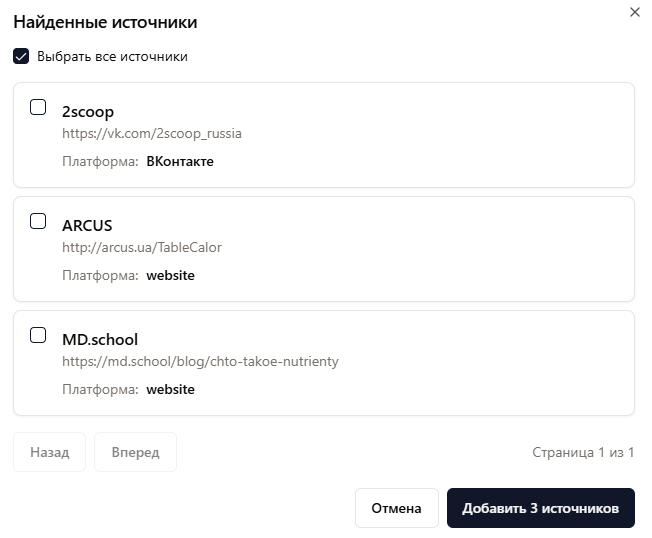 Найденные источники
Выбрать все источники
2scoop
https://vk.com/2scoop_russia
Платформа: ВКонтакте
ARCUS
http://arcus.ua/TableCalor
Платформа: website
MD.school
https://md.school/blog/chto-takoe-nutrienty
Платформа: website
Назад Вперед Страница 1 из 1
Отмена Добавить 3 источников